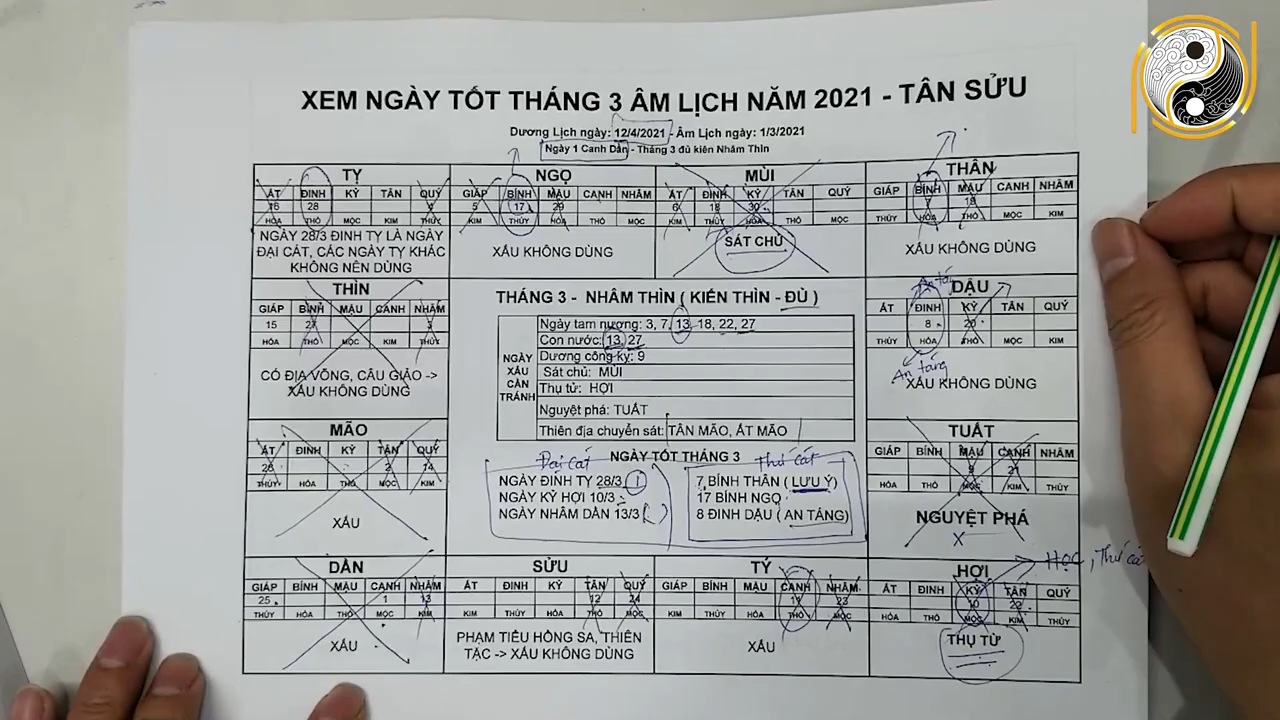 XEM NGÀY TỐT THÁNG 3 ÂM LỊCH NĂM 2021 - TÂN SỬU
Dương Lịch ngày: 12/4/2021 - Âm Lịch ngày: 1/3/2021
Ngày 1 Canh Dần - Tháng 3 đủ kiến Nhâm Thìn
TỴ
ẤT ĐINH KỶ TÂN QUÝ
16 28 4
HỎA THỔ MỘC KIM THỦY
NGÀY 28/3 ĐINH TỴ LÀ NGÀY
ĐẠI CÁT, CÁC NGÀY TỴ KHÁC
KHÔNG NÊN DÙNG
NGỌ
GIÁP BÍNH MẬU CANH NHÂM
5 17 29
KIM THỦY HỎA THỔ MỘC
XẤU KHÔNG DÙNG
MÙI
ẤT ĐINH KỶ TÂN QUÝ
6 18 30
KIM THỦY HỎA THỔ MỘC
SÁT CHỦ
THÂN
GIÁP BÍNH MẬU CANH NHÂM
7 19
THỦY HỎA THỔ MỘC KIM
XẤU KHÔNG DÙNG
THÌN
GIÁP BÍNH MẬU CANH NHÂM
15 27 3
HỎA THỔ MỘC KIM THỦY
CÓ ĐỊA VÕNG, CÂU GIẢO ->
XẤU KHÔNG DÙNG
THÁNG 3 - NHÂM THÌN ( KIẾN THÌN - ĐỦ )
NGÀY
XẤU
CẦN
TRÁNH
Ngày tam nương: 3, 7, 13, 18, 22, 27
Con nước: 13, 27
Dương công kỵ: 9
Sát chủ: MÙI
Thụ tử: HỢI
Nguyệt phá: TUẤT
Thiên địa chuyển sát: TÂN MÃO, ẤT MÃO
DẬU
ẤT ĐINH KỶ TÂN QUÝ
8 20
THỦY HỎA THỔ MỘC KIM
An táng
XẤU KHÔNG DÙNG
MÃO
ẤT ĐINH KỶ TÂN QUÝ
26 2 14
THỦY HỎA THỔ MỘC KIM
XẤU
NGÀY TỐT THÁNG 3
Đại cát
NGÀY ĐINH TỴ 28/3
NGÀY KỶ HỢI 10/3
NGÀY NHÂM DẦN 13/3
Thứ cát
7 BÍNH THÂN ( LƯU Ý)
17 BÍNH NGỌ
8 ĐINH DẬU ( AN TÁNG)
TUẤT
GIÁP BÍNH MẬU CANH NHÂM
9 21
HỎA THỔ MỘC KIM THỦY
NGUYỆT PHÁ
X
DẦN
GIÁP BÍNH MẬU CANH NHÂM
25 1 13
THỦY HỎA THỔ MỘC KIM
XẤU
SỬU
ẤT ĐINH KỶ TÂN QUÝ
12 24
KIM THỦY HỎA THỔ MỘC
PHẠM TIỂU HỒNG SA, THIÊN
TẶC -> XẤU KHÔNG DÙNG
TÝ
GIÁP BÍNH MẬU CANH NHÂM
11 23
KIM THỦY HỎA THỔ MỘC
XẤU
HỢI
Học, Thứ cát
ẤT ĐINH KỶ TÂN QUÝ
10 22
HỎA THỔ MỘC KIM THỦY
THỤ TỬ